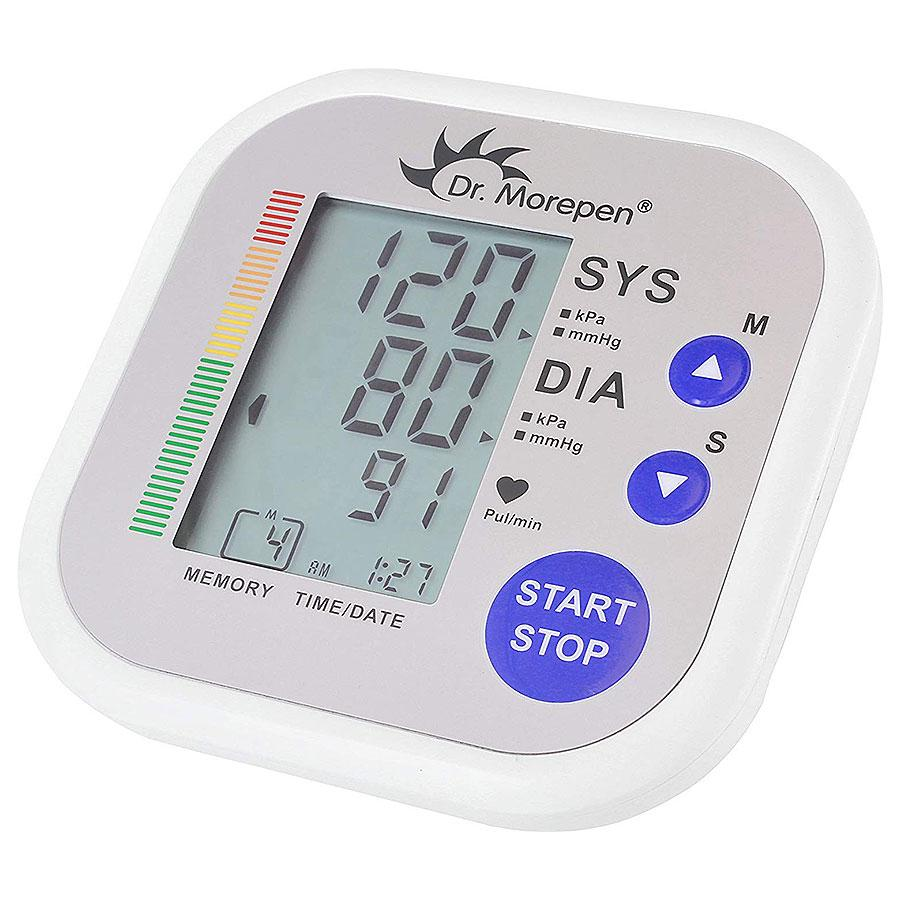 Dr. Morepen®
120
SYS
kPa
mmHg
M
80
DIA
kPa
mmHg
S
91
Pul/min
M
4
AM 1:27
MEMORY TIME/DATE
START
STOP